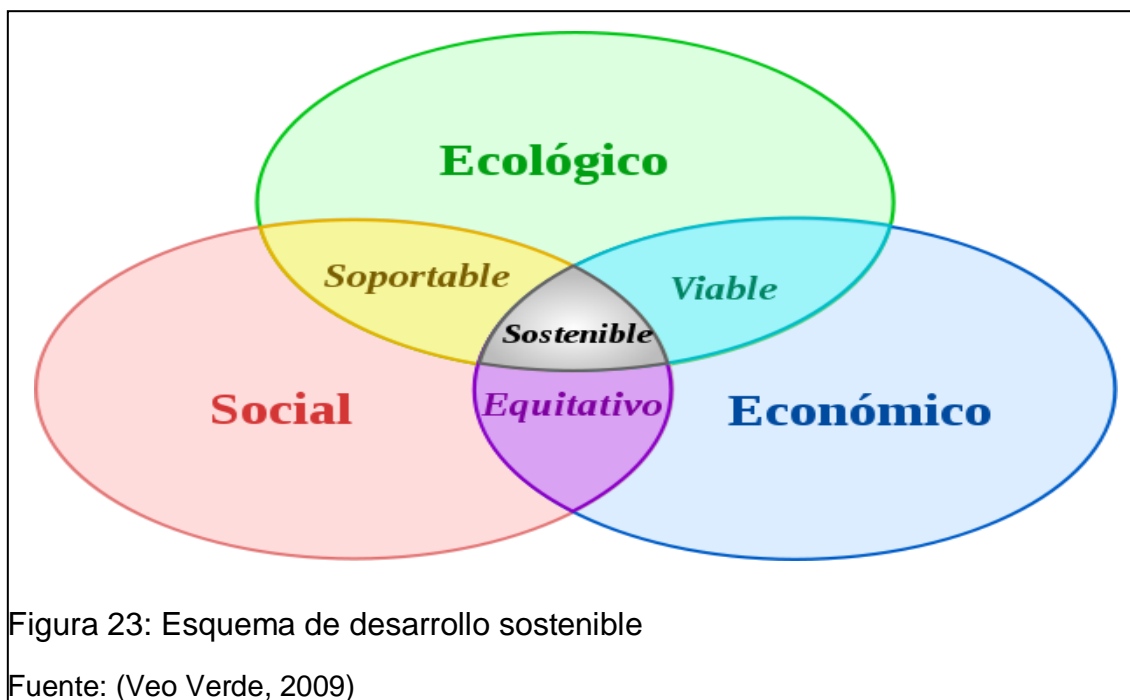 Ecológico
Soportable
Viable
Sostenible
Social
Equitativo
Económico
Figura 23: Esquema de desarrollo sostenible
Fuente: (Veo Verde, 2009)